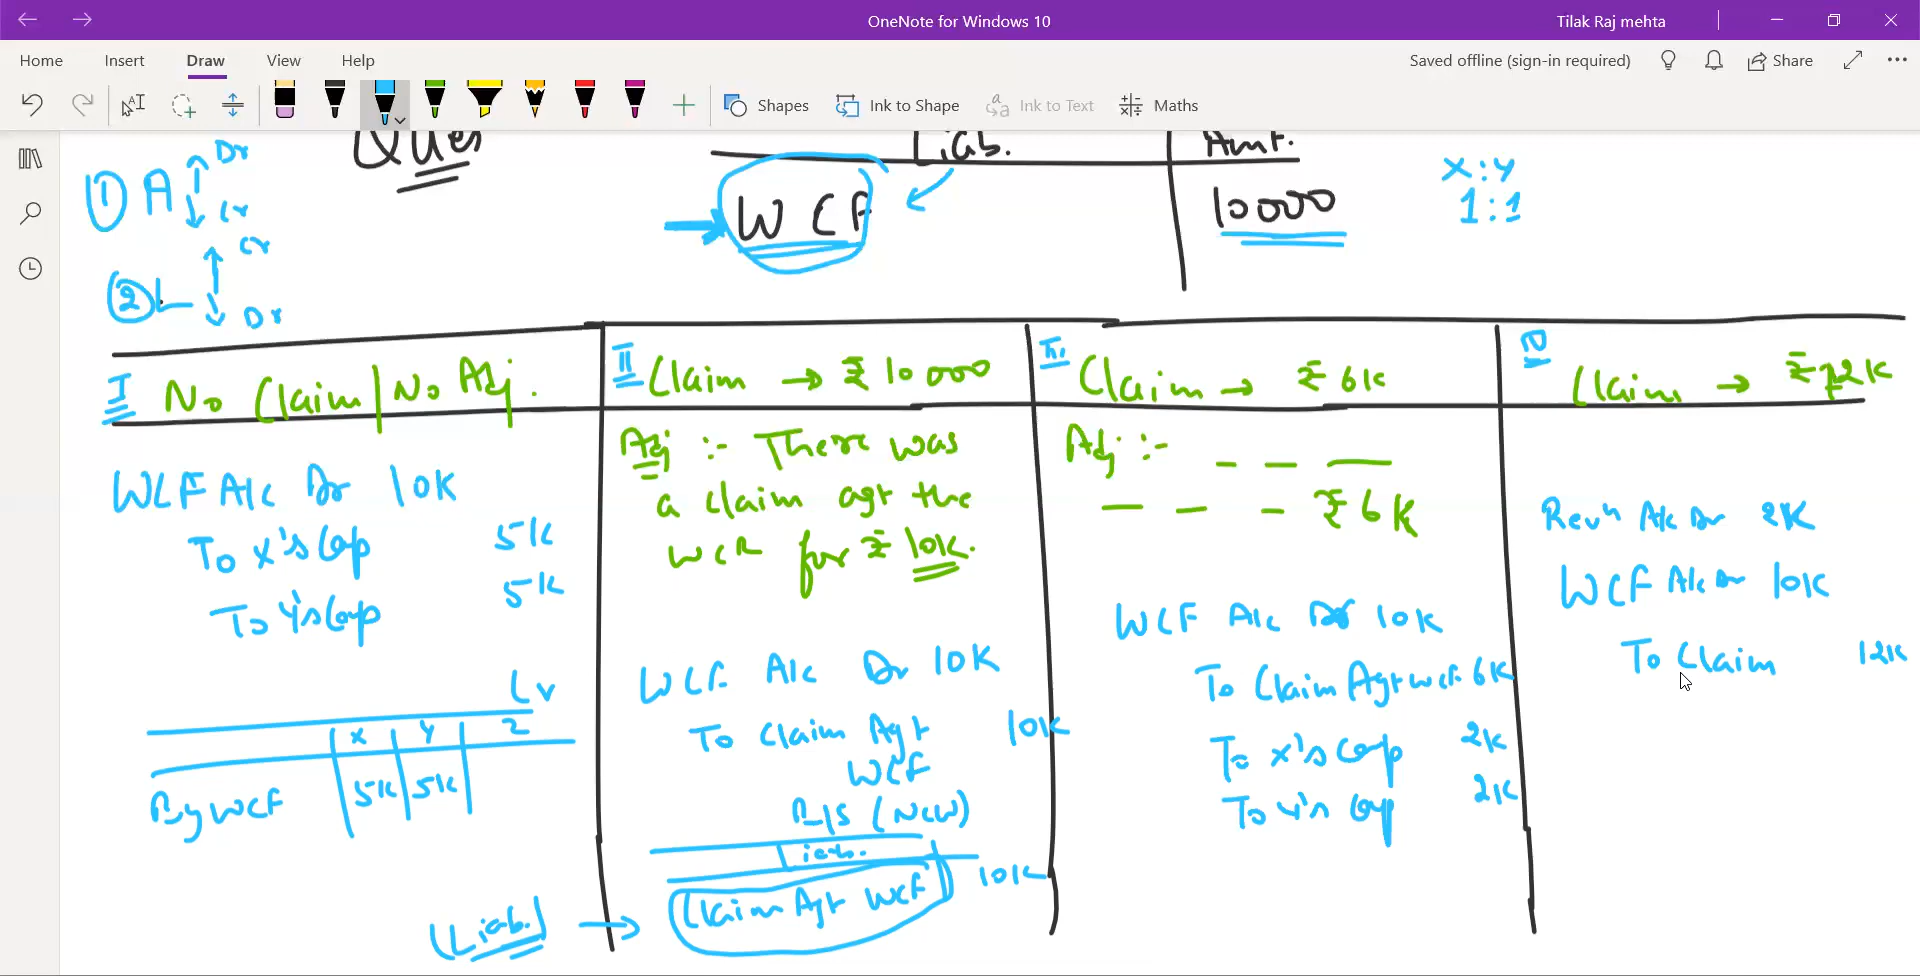 OneNote for Windows 10
Tilak Raj mehta
Home Insert Draw View Help
Saved offline (sign-in required)
Share
Shapes Ink to Shape Ink to Text Maths
Ques
Liab. Amt.
WCF 10000
X:Y
1:1
① A Dr
Cr
② L Cr
Dr
I No Claim | No Adj.
WCF A/c Dr 10K
To X's Cap 5K
To Y's Cap 5K
X Y Z
By WCF 5K 5K
(Liab.)
II Claim → ₹ 10000
Adj :- There was
a claim agt the
WCR for ₹ 10K.
WCF A/c Dr 10K
To Claim Agt 10K
WCF
B/S (New)
Liab.
Claim Agt WCF 10K
III Claim → ₹ 6K
Adj :- _ _ _
_ _ _ ₹ 6K
WCF A/c Dr 10K
To Claim Agt WCF 6K
To X's Cap 2K
To Y's Cap 2K
IV Claim → ₹ 12K
Revn A/c Dr 2K
WCF A/c Dr 10K
To Claim 12K